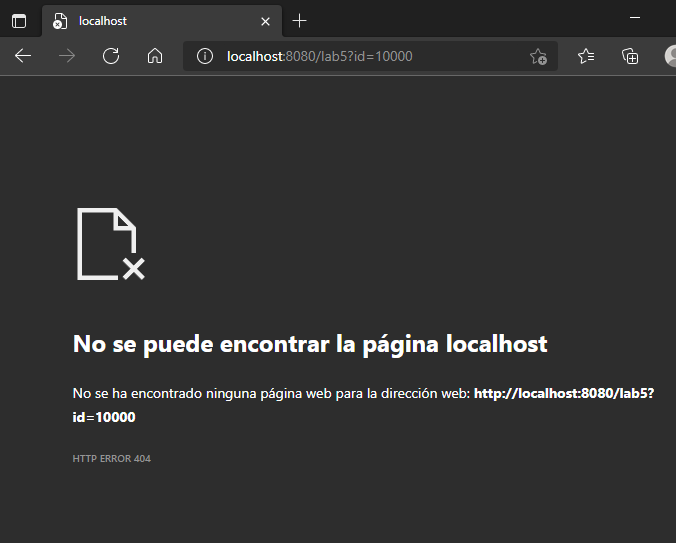 localhost
localhost:8080/lab5?id=10000
No se puede encontrar la página localhost
No se ha encontrado ninguna página web para la dirección web: http://localhost:8080/lab5?
id=10000
HTTP ERROR 404